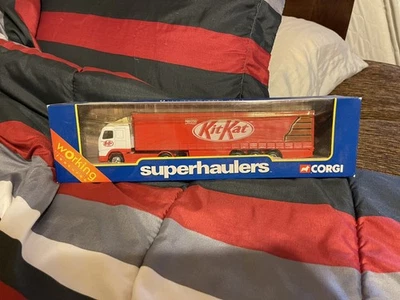 KitKat
working
superhaulers
CORGI